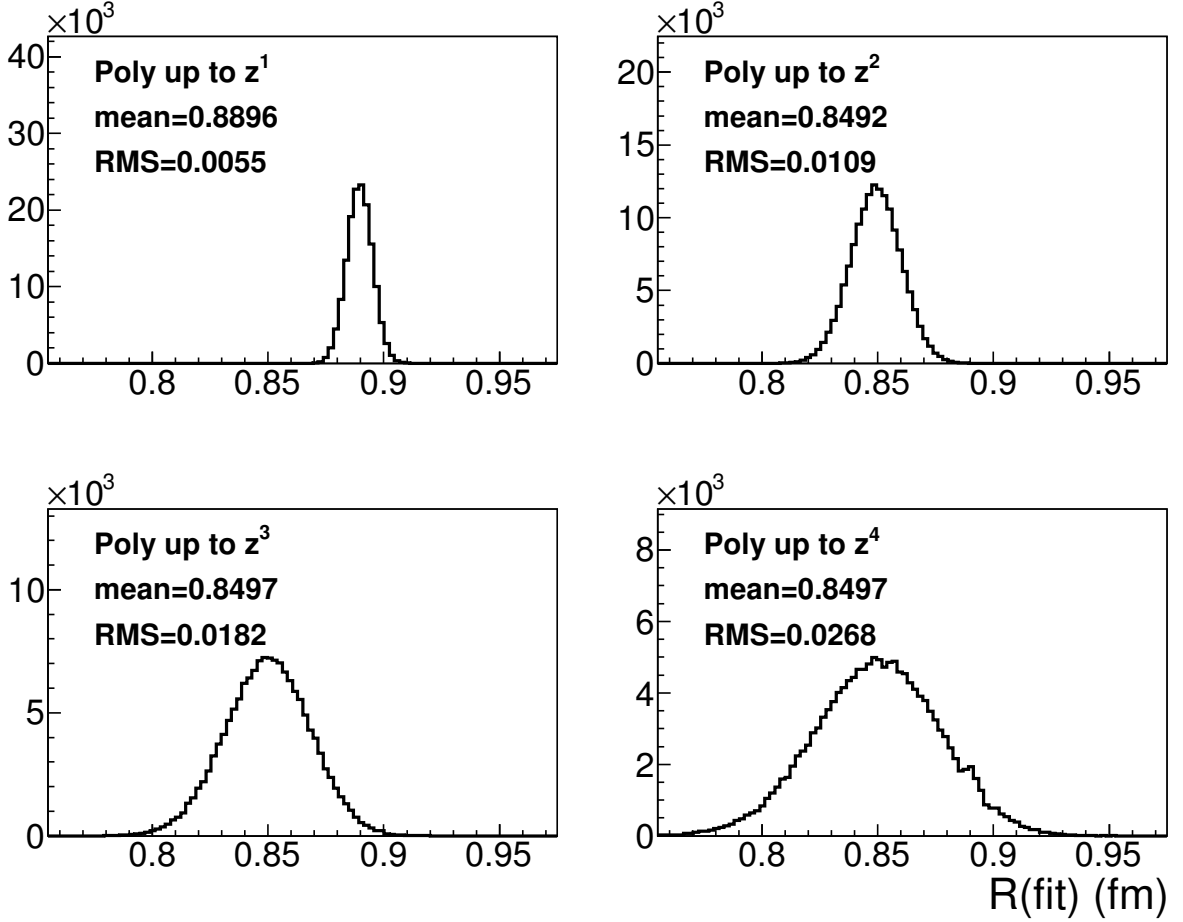 ×10³
40
30
20
10
0
0.8 0.85 0.9 0.95
Poly up to z¹
mean=0.8896
RMS=0.0055
×10³
20
15
10
5
0
0.8 0.85 0.9 0.95
Poly up to z²
mean=0.8492
RMS=0.0109
×10³
10
5
0
0.8 0.85 0.9 0.95
Poly up to z³
mean=0.8497
RMS=0.0182
×10³
8
6
4
2
0
0.8 0.85 0.9 0.95
Poly up to z⁴
mean=0.8497
RMS=0.0268
R(fit) (fm)